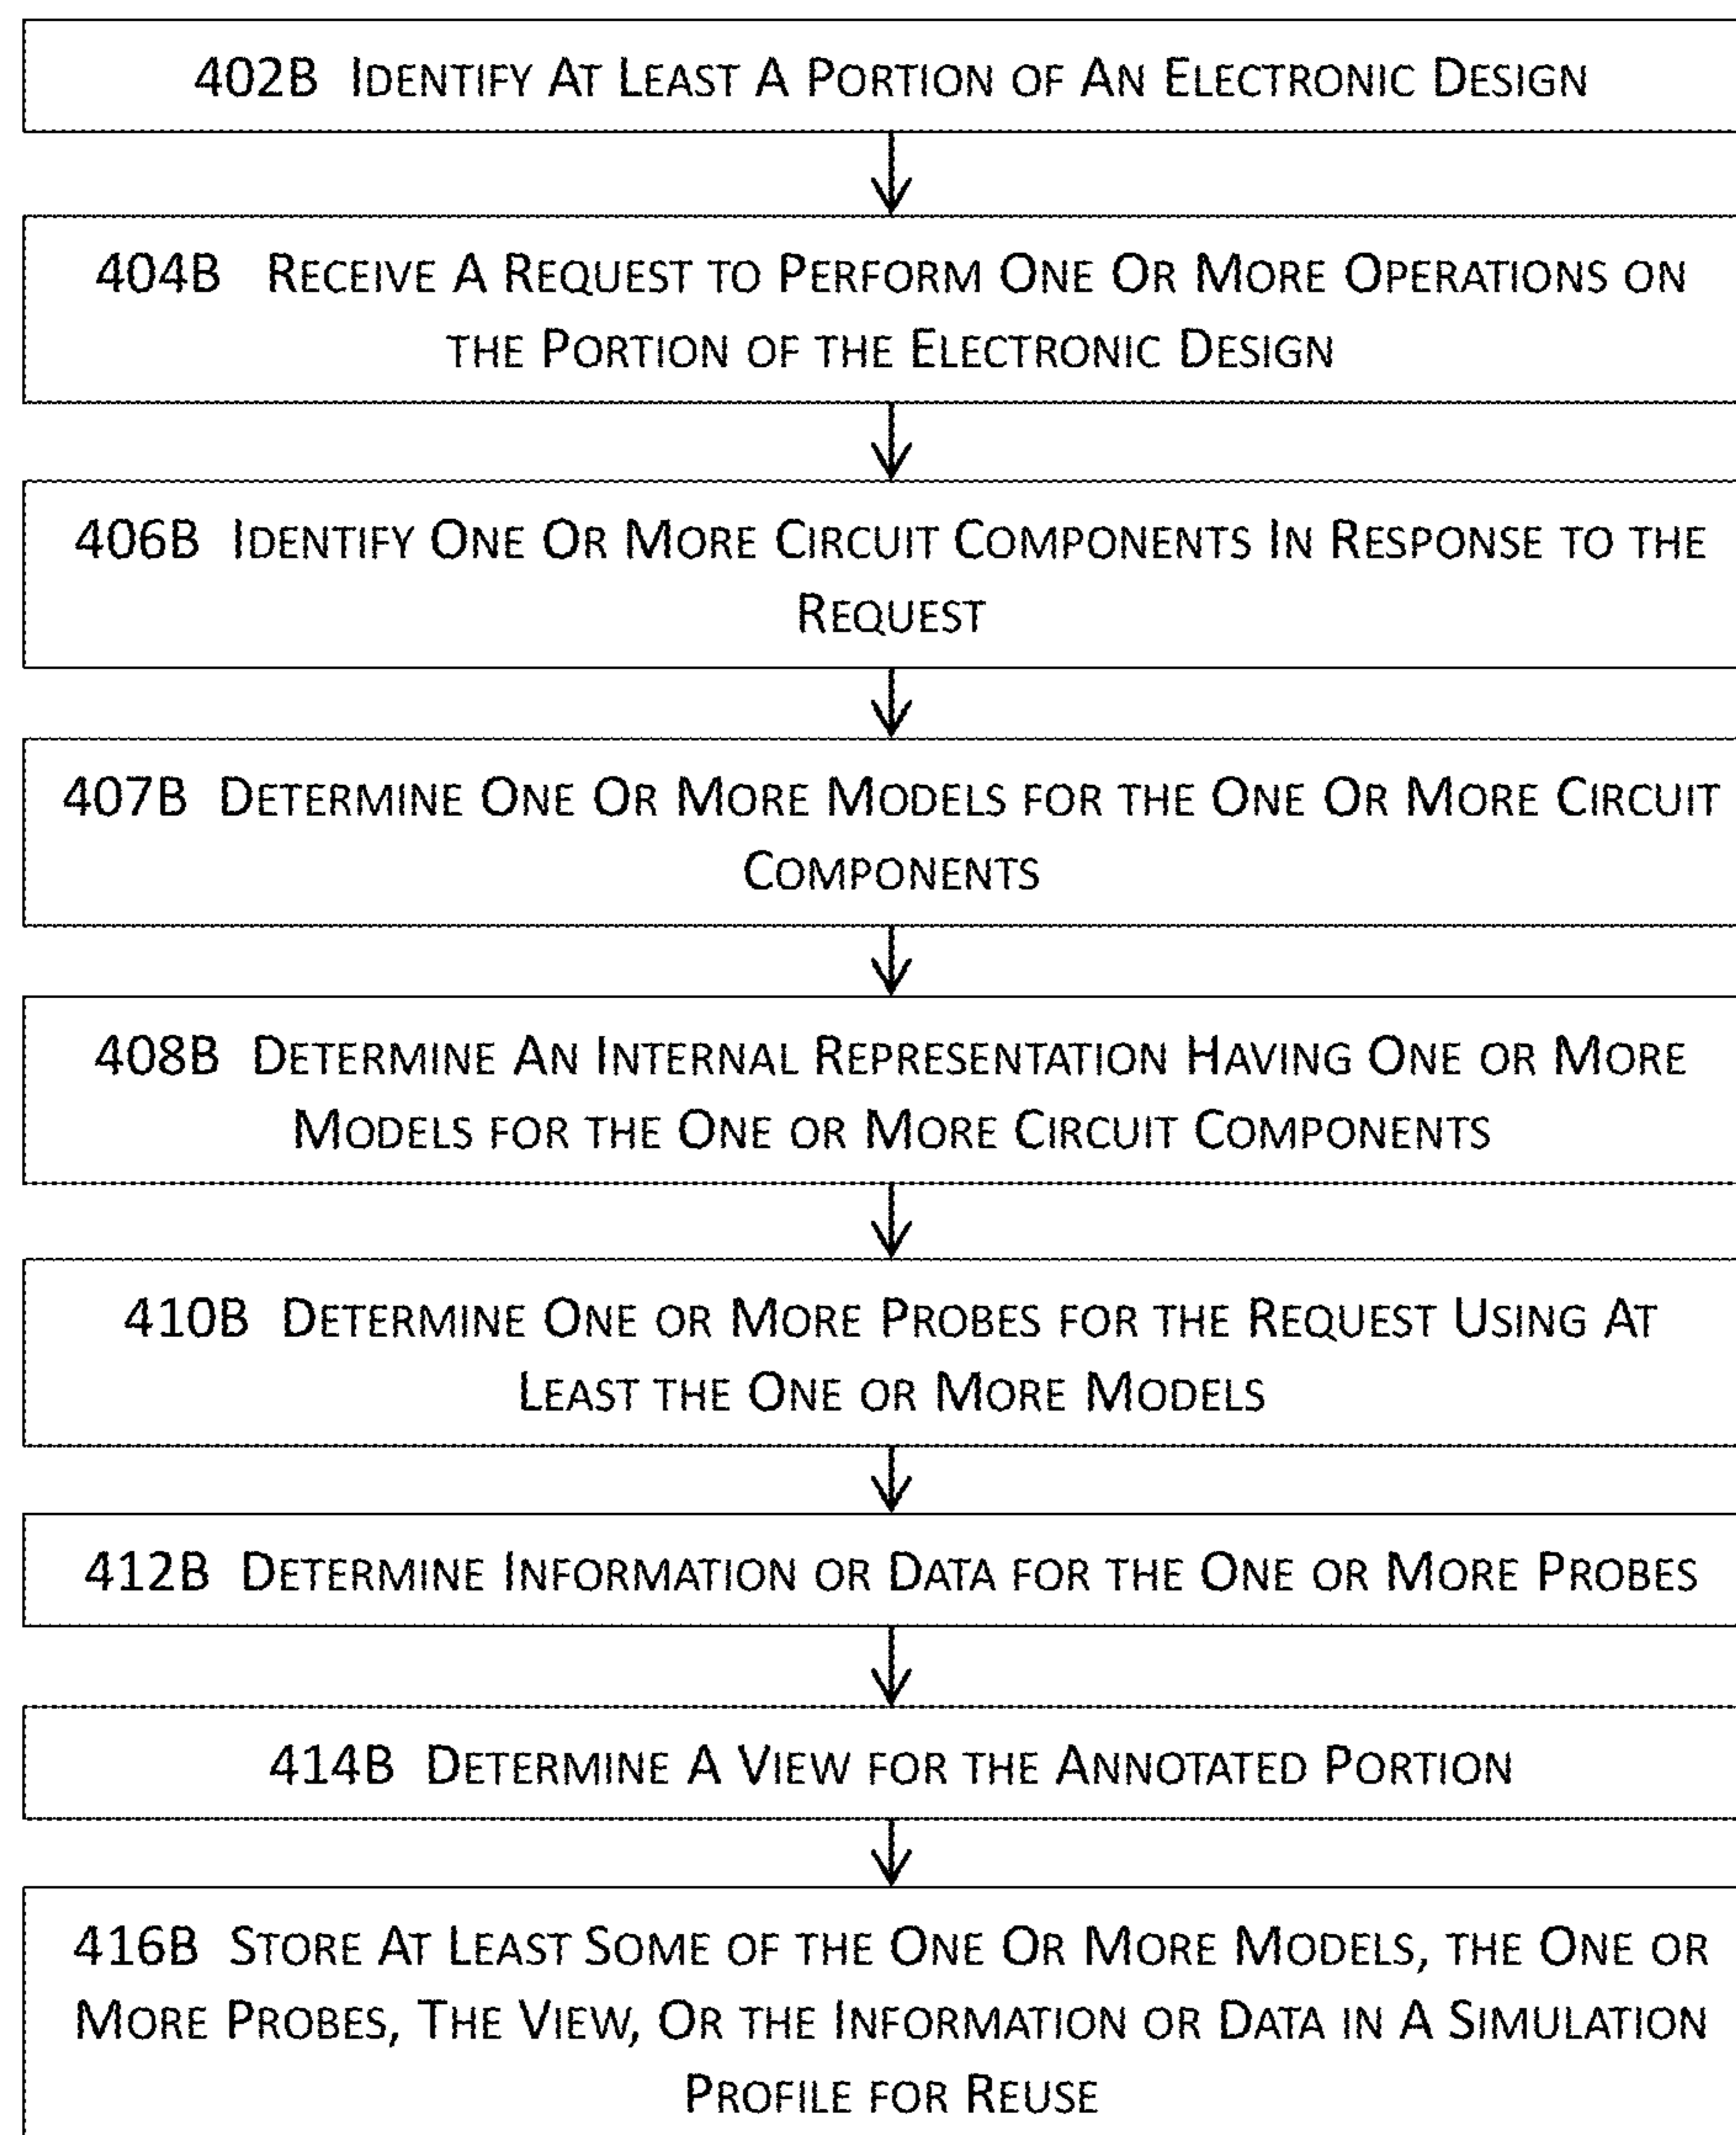 402B Identify At Least A Portion of An Electronic Design
404B Receive A Request to Perform One Or More Operations on
the Portion of the Electronic Design
406B Identify One Or More Circuit Components In Response to the
Request
407B Determine One Or More Models for the One Or More Circuit
Components
408B Determine An Internal Representation Having One or More
Models for the One or More Circuit Components
410B Determine One or More Probes for the Request Using At
Least the One or More Models
412B Determine Information or Data for the One or More Probes
414B Determine A View for the Annotated Portion
416B Store At Least Some of the One Or More Models, the One or
More Probes, The View, Or the Information or Data in A Simulation
Profile for Reuse